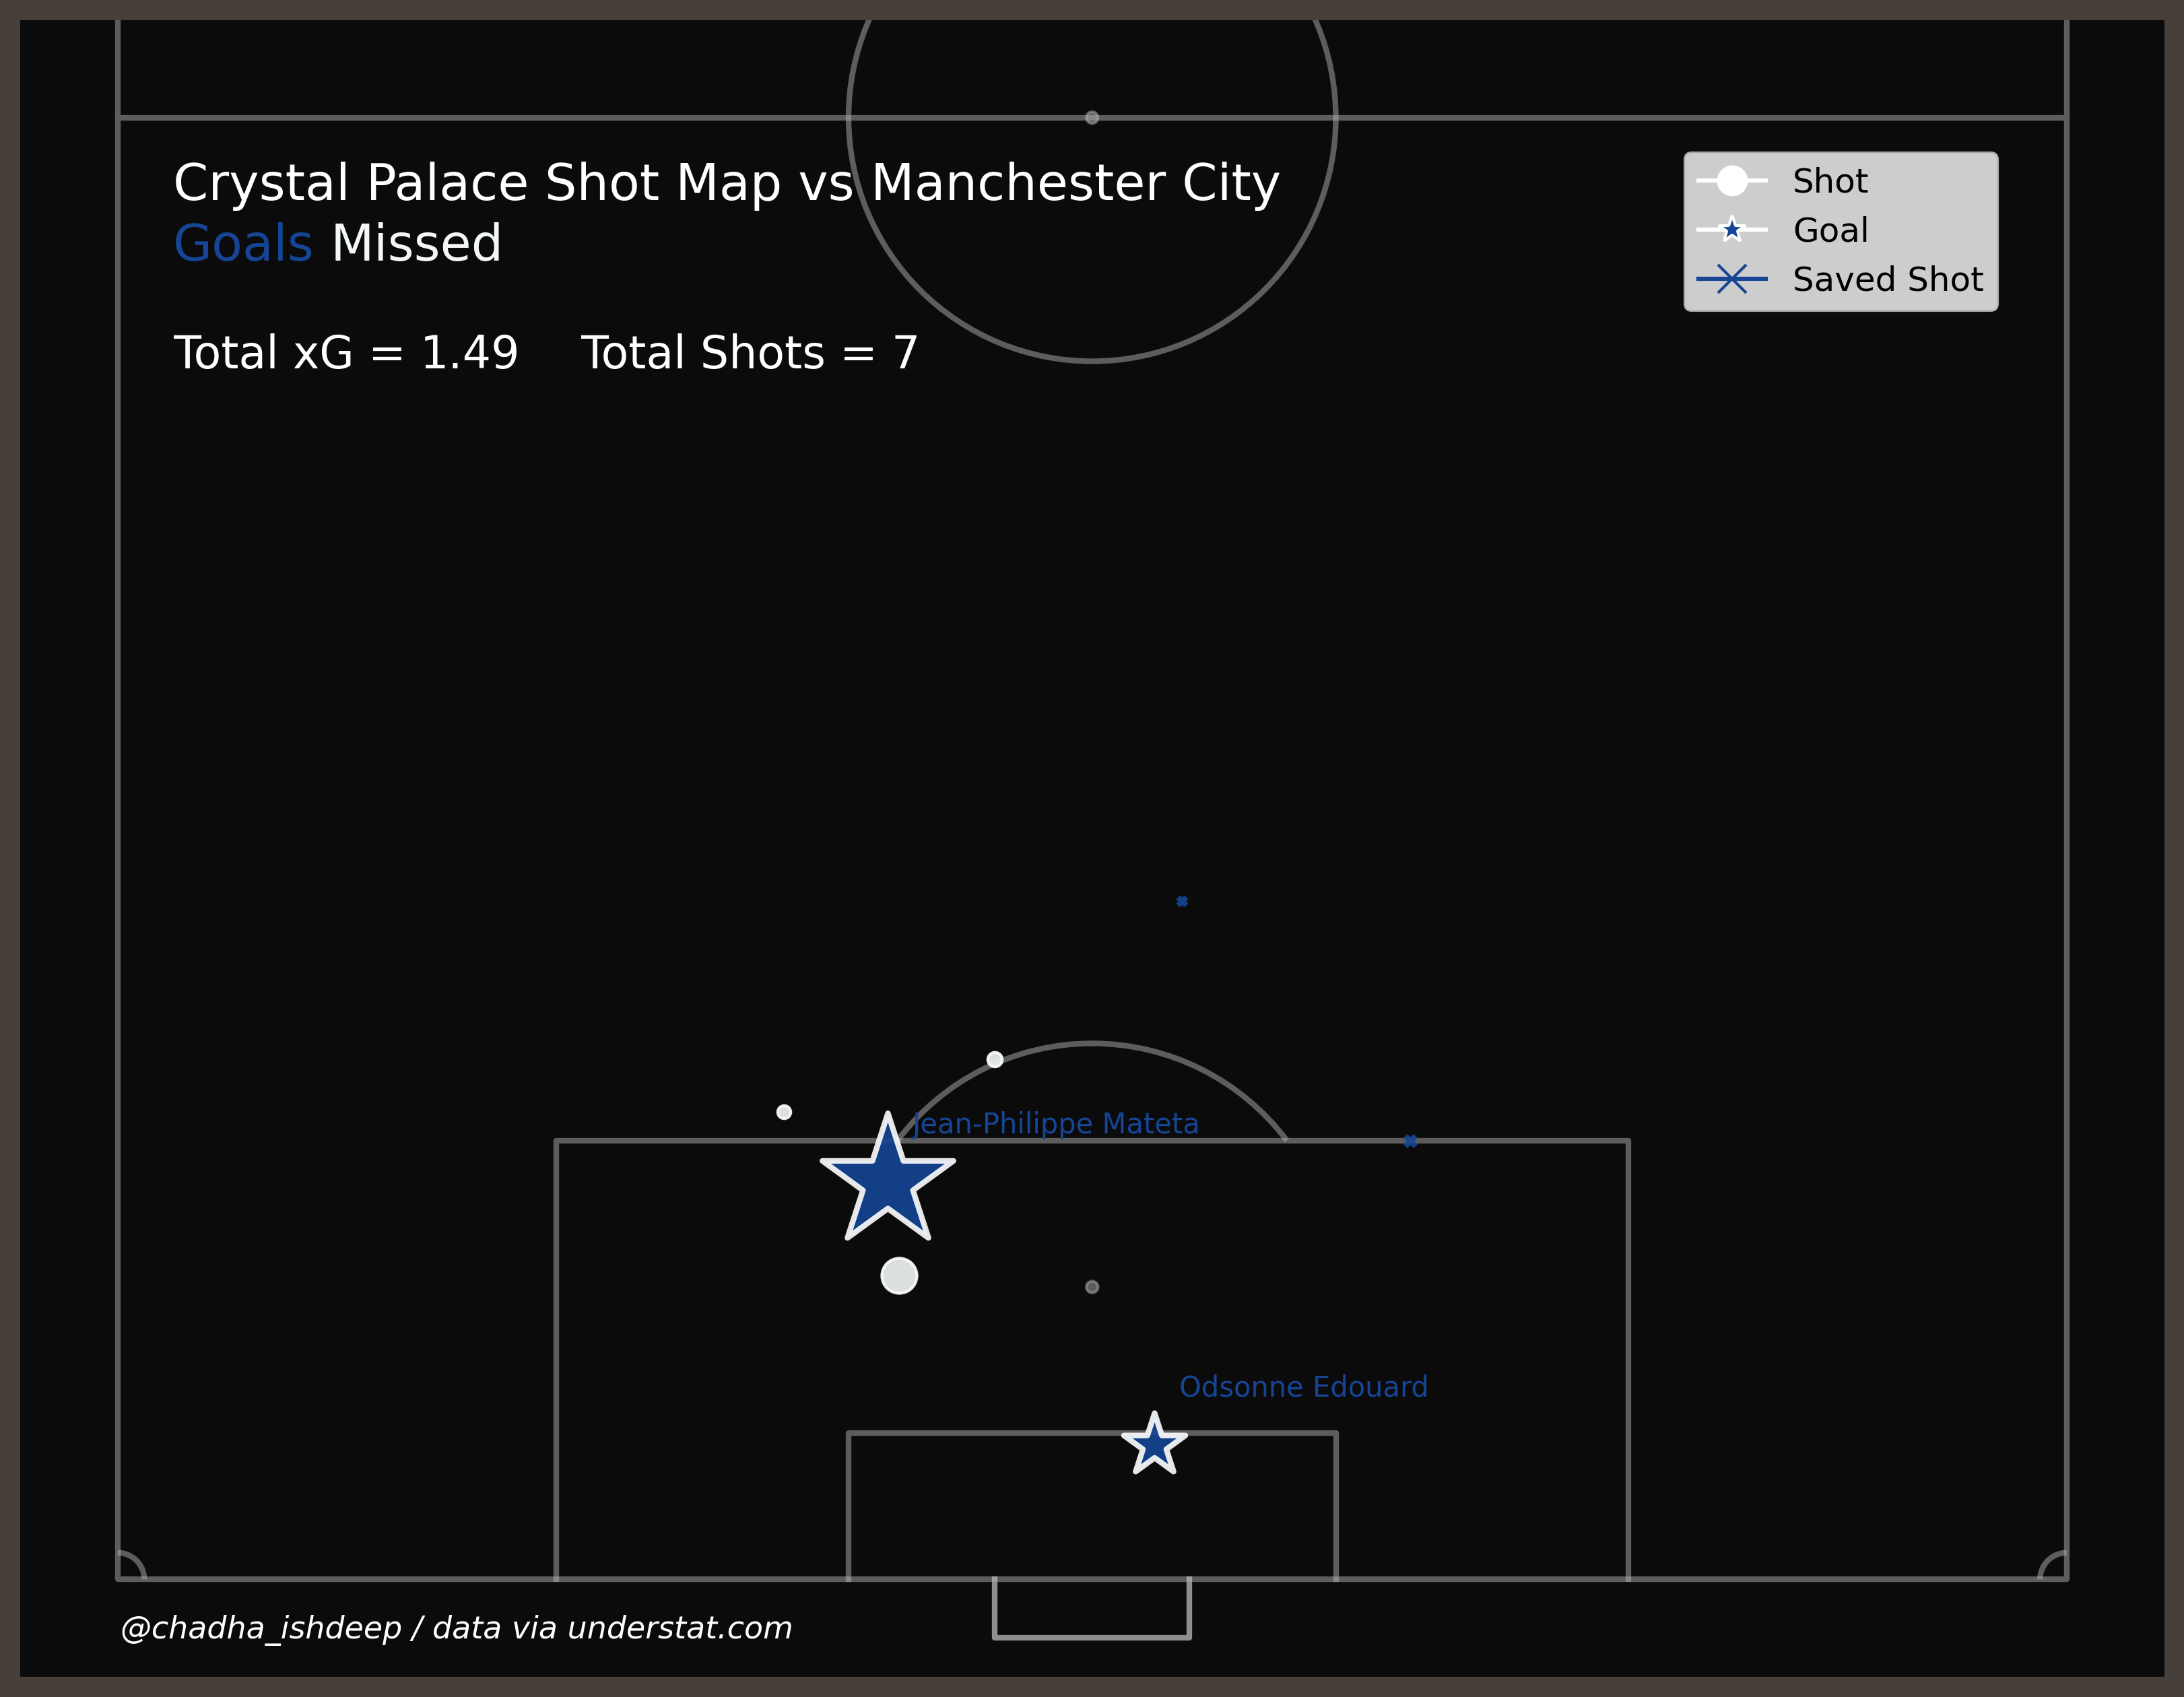 Crystal Palace Shot Map vs Manchester City
Goals Missed
Total xG = 1.49 Total Shots = 7
Shot
Goal
Saved Shot
Jean-Philippe Mateta
Odsonne Edouard
@chadha_ishdeep / data via understat.com